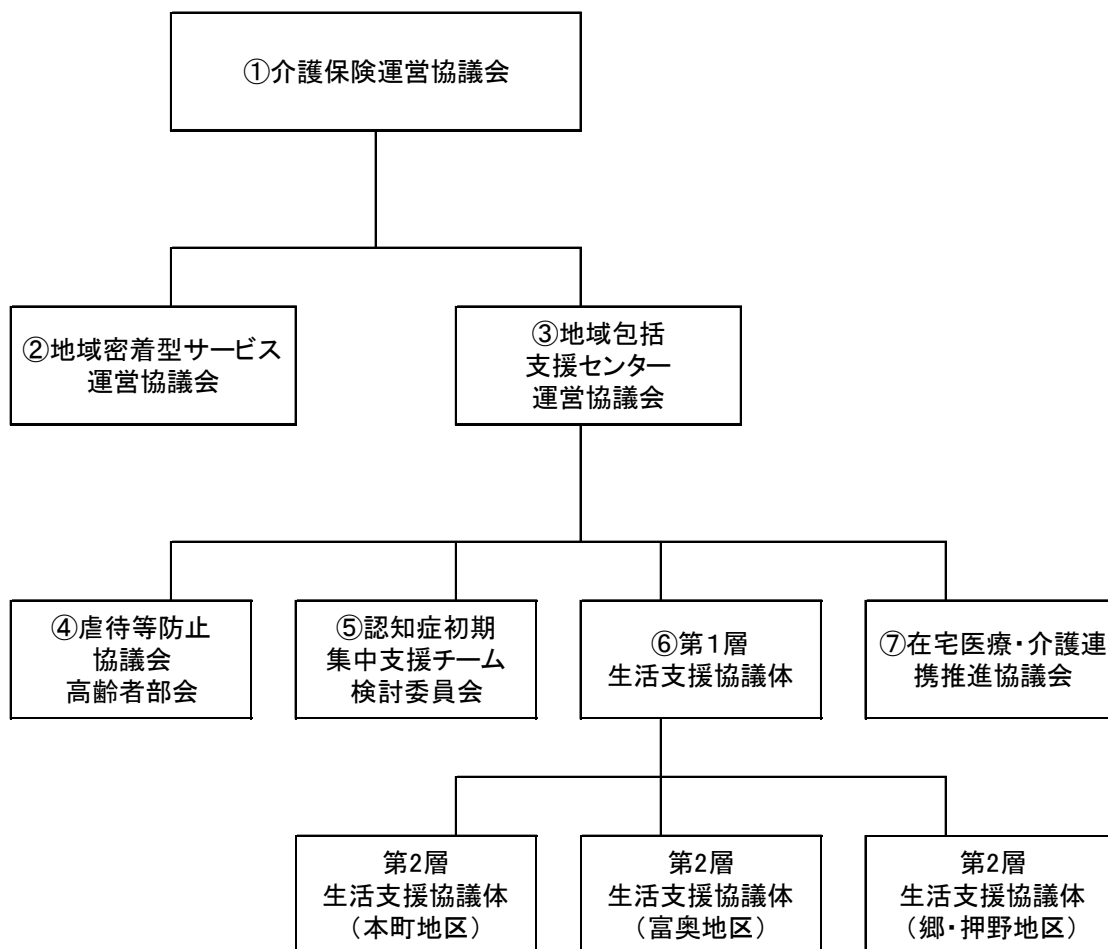 ①介護保険運営協議会
②地域密着型サービス
運営協議会
③地域包括
支援センター
運営協議会
④虐待等防止
協議会
高齢者部会
⑤認知症初期
集中支援チーム
検討委員会
⑥第1層
生活支援協議体
⑦在宅医療・介護連
携推進協議会
第2層
生活支援協議体
（本町地区）
第2層
生活支援協議体
（富奥地区）
第2層
生活支援協議体
（郷・押野地区）